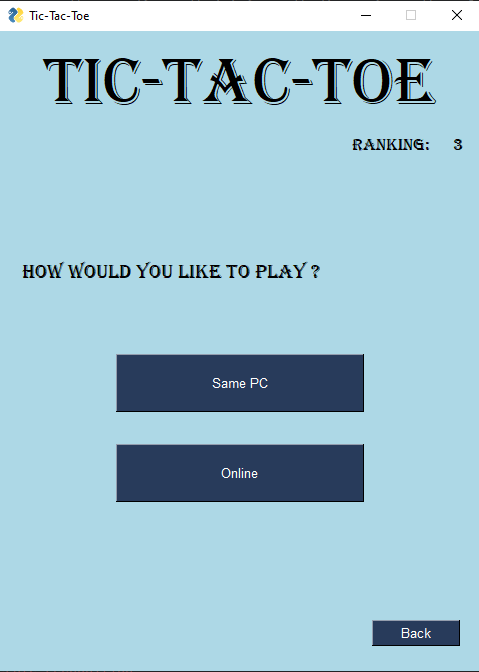 Tic-Tac-Toe
TIC-TAC-TOE
RANKING: 3
HOW WOULD YOU LIKE TO PLAY ?
Same PC
Online
Back